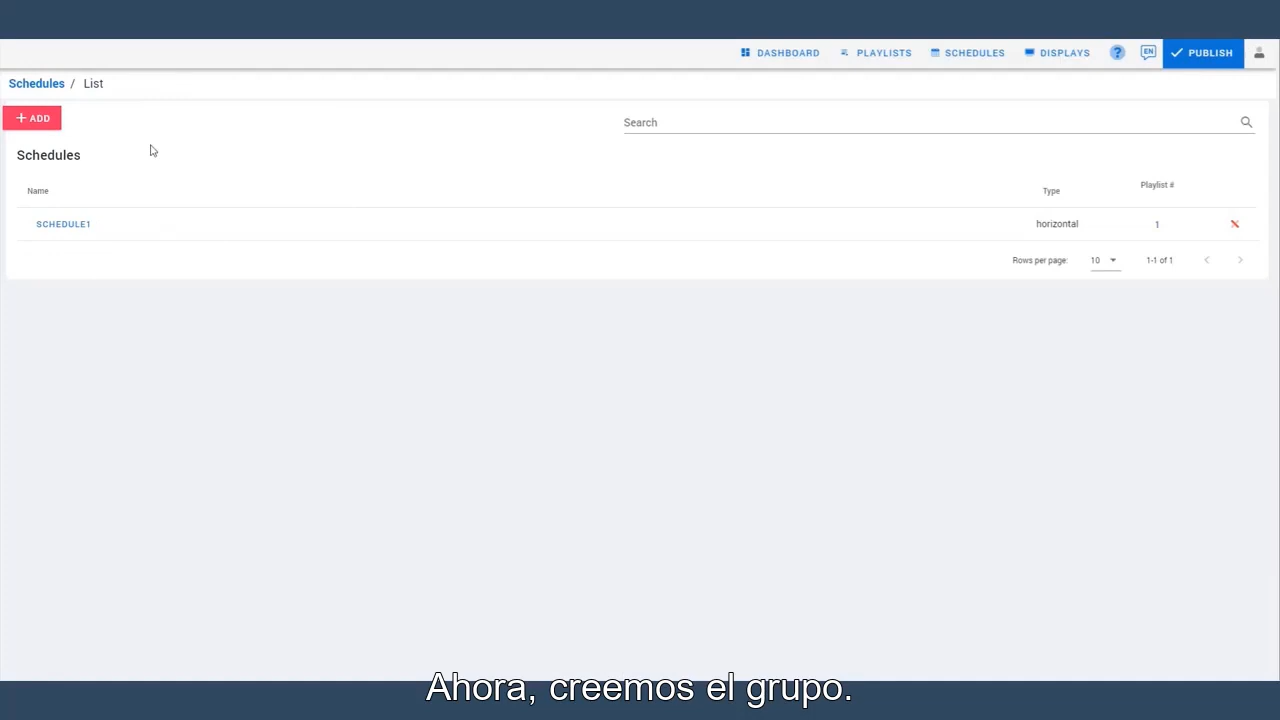 DASHBOARD PLAYLISTS SCHEDULES DISPLAYS ? EN PUBLISH
Schedules / List
+ ADD
Search
Schedules
Name Type Playlist #
SCHEDULE1 horizontal 1
Rows per page: 10 1-1 of 1
Ahora, creemos el grupo.